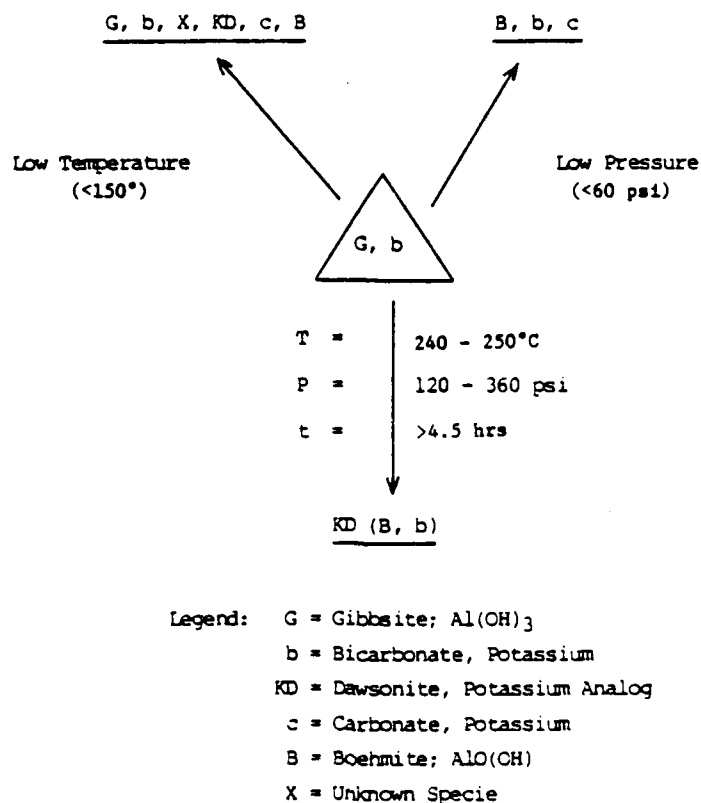 G, b, X, KD, c, B
B, b, c
Low Temperature
(<150°)
Low Pressure
(<60 psi)
G, b
T = 240 - 250°C
P = 120 - 360 psi
t = >4.5 hrs
KD (B, b)
Legend: G = Gibbsite; Al(OH)3
b = Bicarbonate, Potassium
KD = Dawsonite, Potassium Analog
c = Carbonate, Potassium
B = Boehmite; AlO(OH)
X = Unknown Specie